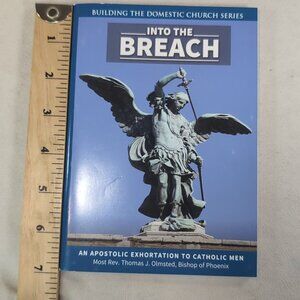 BUILDING THE DOMESTIC CHURCH SERIES
INTO THE
BREACH
AN APOSTOLIC EXHORTATION TO CATHOLIC MEN
Most Rev. Thomas J. Olmsted, Bishop of Phoenix
1
2
3
4
5
6
7